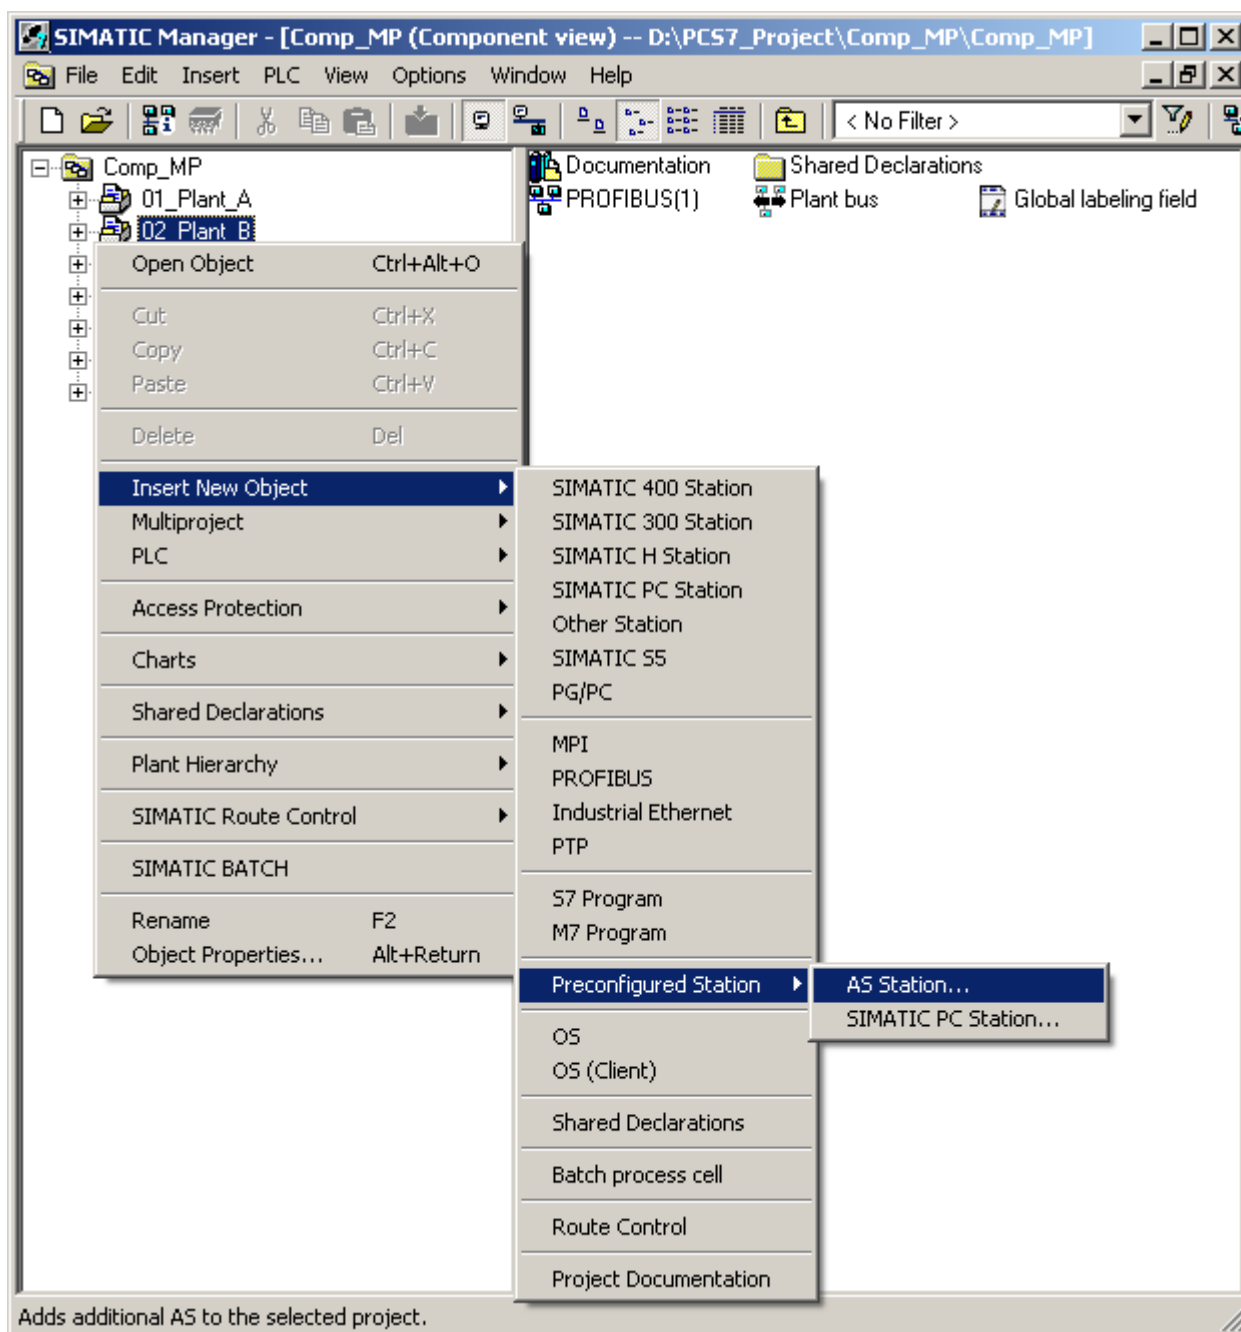 SIMATIC Manager - [Comp_MP (Component view) -- D:\PCS7_Project\Comp_MP\Comp_MP]
File Edit Insert PLC View Options Window Help
< No Filter >
Comp_MP
01_Plant_A
02_Plant_B
Documentation Shared Declarations
PROFIBUS(1) Plant bus Global labeling field
Open Object Ctrl+Alt+O
Cut Ctrl+X
Copy Ctrl+C
Paste Ctrl+V
Delete Del
Insert New Object
Multiproject
PLC
Access Protection
Charts
Shared Declarations
Plant Hierarchy
SIMATIC Route Control
SIMATIC BATCH
Rename F2
Object Properties... Alt+Return
SIMATIC 400 Station
SIMATIC 300 Station
SIMATIC H Station
SIMATIC PC Station
Other Station
SIMATIC S5
PG/PC
MPI
PROFIBUS
Industrial Ethernet
PTP
S7 Program
M7 Program
Preconfigured Station
OS
OS (Client)
Shared Declarations
Batch process cell
Route Control
Project Documentation
AS Station...
SIMATIC PC Station...
Adds additional AS to the selected project.